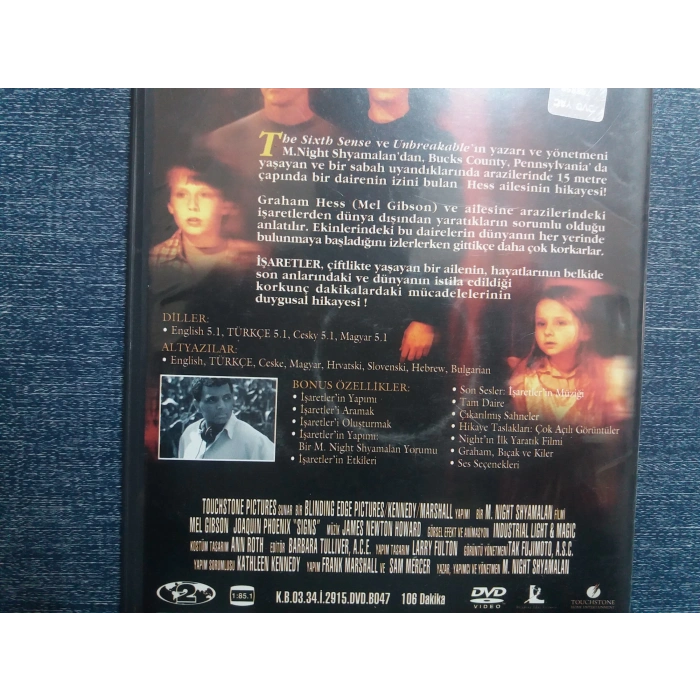 The Sixth Sense ve Unbreakable'ın yazarı ve yönetmeni
M.Night Shyamalan'dan, Bucks County, Pennsylvania' da
yaşayan ve bir sabah uyandıklarında arazilerinde 15 metre
çapında bir dairenin izini bulan Hess ailesinin hikayesi!
Graham Hess (Mel Gibson) ve ailesine arazilerindeki
işaretlerden dünya dışından yaratıkların sorumlu olduğu
anlatılır. Ekinlerindeki bu dairelerin dünyanın her yerinde
bulunmaya başladığını izlerlerken gittikçe daha çok korkarlar.
İŞARETLER, çiftlikte yaşayan bir ailenin, hayatlarının belkide
son anlarındaki ve dünyanın istila edildiği
korkunç dakikalardaki mücadelelerinin
duygusal hikayesi !
DİLLER:
• English 5.1, TÜRKÇE 5.1, Cesky 5.1, Magyar 5.1
ALTYAZILAR:
• English, TÜRKÇE, Ceske, Magyar, Hrvatski, Slovenski, Hebrew, Bulgarian
BONUS ÖZELLİKLER:
• İşaretler'in Yapımı
• İşaretler'i Aramak
• İşaretler'i Oluşturmak
• İşaretler'in Yapımı:
Bir M. Night Shyamalan Yorumu
• İşaretler'in Etkileri
• Son Sesler: İşaretler'in Müziği
• Tam Daire
• Çıkarılmış Sahneler
• Hikaye Taslakları: Çok Açılı Görüntüler
• Night'ın İlk Yaratık Filmi
• Graham, Bıçak ve Kiler
• Ses Seçenekleri
TOUCHSTONE PICTURES SUNAR BİR BLINDING EDGE PICTURES/KENNEDY/MARSHALL YAPIMI BİR M. NIGHT SHYAMALAN FİLMİ
MEL GIBSON JOAQUIN PHOENIX "SIGNS" MÜZİK JAMES NEWTON HOWARD GÖRSEL EFEKT VE ANİMASYON INDUSTRIAL LIGHT & MAGIC
KOSTÜM TASARIM ANN ROTH EDİTÖR BARBARA TULLIVER, A.C.E. YAPIM TASARIM LARRY FULTON GÖRÜNTÜ YÖNETMENİ TAK FUJIMOTO, A.S.C.
YAPIM SORUMLUSU KATHLEEN KENNEDY YAPIM FRANK MARSHALL VE SAM MERCER YAZAR, YAPIMCI VE YÖNETMEN M. NIGHT SHYAMALAN
2 1:85.1 K.B.03.34.İ.2915.DVD.B047 106 Dakika DVD VIDEO TOUCHSTONE